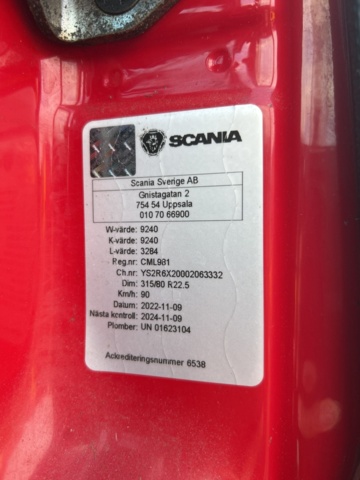 SCANIA
Scania Sverige AB
Gnistagatan 2
754 54 Uppsala
010 70 66900
W-värde: 9240
K-värde: 9240
L-värde: 3284
Reg.nr: CML981
Ch.nr: YS2R6X20002063332
Dim: 315/80 R22.5
Km/h: 90
Datum: 2022-11-09
Nästa kontroll: 2024-11-09
Plomber: UN 01623104
Ackrediteringsnummer 6538